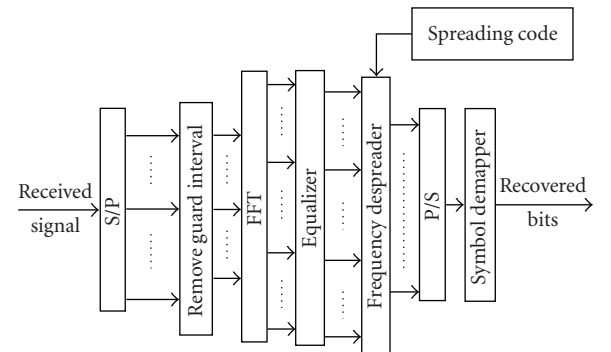 Spreading code
Received
signal
S/P
Remove guard interval
FFT
Equalizer
Frequency despreader
P/S
Symbol demapper
Recovered
bits